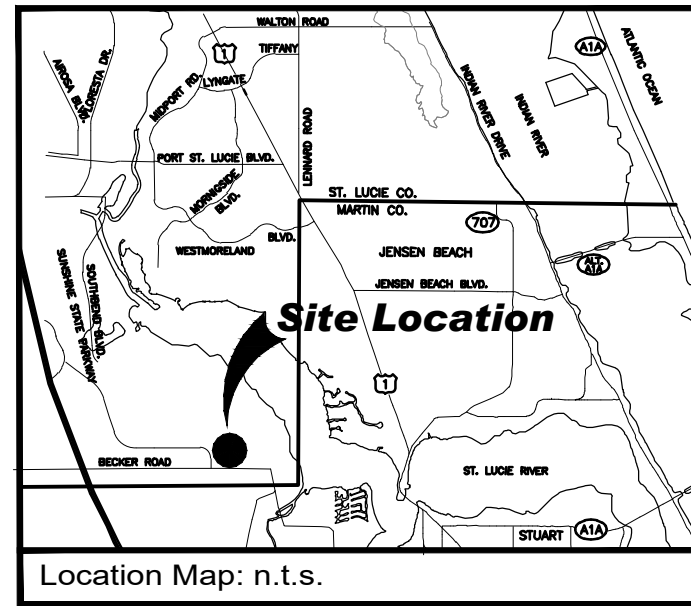 WALTON ROAD
1
TIFFANY
LYNGATE
MIDPORT RD.
AIROSA BLVD.
FLORESTA DR.
A1A
ATLANTIC OCEAN
INDIAN RIVER DRIVE
INDIAN RIVER
LENNARD ROAD
PORT ST. LUCIE BLVD.
MORNIGSIDE
BLVD.
ST. LUCIE CO.
MARTIN CO.
707
WESTMORELAND
BLVD.
JENSEN BEACH
ALT.
A1A
JENSEN BEACH BLVD.
SUNSHINE STATE PARKWAY
SOUTHBEND BLVD.
Site Location
1
BECKER ROAD
ST. LUCIE RIVER
STUART
A1A
Location Map: n.t.s.